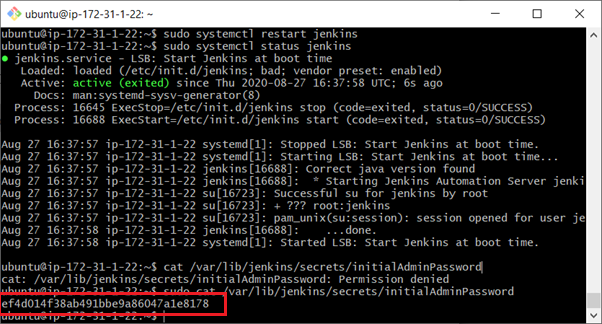 ubuntu@ip-172-31-1-22: ~
ubuntu@ip-172-31-1-22:~$ sudo systemctl restart jenkins
ubuntu@ip-172-31-1-22:~$ sudo systemctl status jenkins
● jenkins.service - LSB: Start Jenkins at boot time
Loaded: loaded (/etc/init.d/jenkins; bad; vendor preset: enabled)
Active: active (exited) since Thu 2020-08-27 16:37:58 UTC; 6s ago
Docs: man:systemd-sysv-generator(8)
Process: 16645 ExecStop=/etc/init.d/jenkins stop (code=exited, status=0/SUCCESS)
Process: 16688 ExecStart=/etc/init.d/jenkins start (code=exited, status=0/SUCCESS)
Aug 27 16:37:57 ip-172-31-1-22 systemd[1]: Stopped LSB: Start Jenkins at boot time.
Aug 27 16:37:57 ip-172-31-1-22 systemd[1]: Starting LSB: Start Jenkins at boot time...
Aug 27 16:37:57 ip-172-31-1-22 jenkins[16688]: Correct java version found
Aug 27 16:37:57 ip-172-31-1-22 jenkins[16688]:  * Starting Jenkins Automation Server jenki
Aug 27 16:37:57 ip-172-31-1-22 su[16723]: Successful su for jenkins by root
Aug 27 16:37:57 ip-172-31-1-22 su[16723]: + ??? root:jenkins
Aug 27 16:37:57 ip-172-31-1-22 su[16723]: pam_unix(su:session): session opened for user je
Aug 27 16:37:58 ip-172-31-1-22 jenkins[16688]:    ...done.
Aug 27 16:37:58 ip-172-31-1-22 systemd[1]: Started LSB: Start Jenkins at boot time.
ubuntu@ip-172-31-1-22:~$ cat /var/lib/jenkins/secrets/initialAdminPassword
cat: /var/lib/jenkins/secrets/initialAdminPassword: Permission denied
ubuntu@ip-172-31-1-22:~$ sudo cat /var/lib/jenkins/secrets/initialAdminPassword
ef4d014f38ab491bbe9a86047a1e8178
ubuntu@ip-172-31-1-22:~$